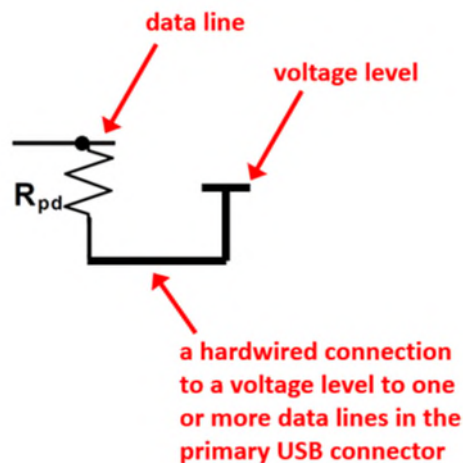 data line
voltage level
Rpd
a hardwired connection
to a voltage level to one
or more data lines in the
primary USB connector